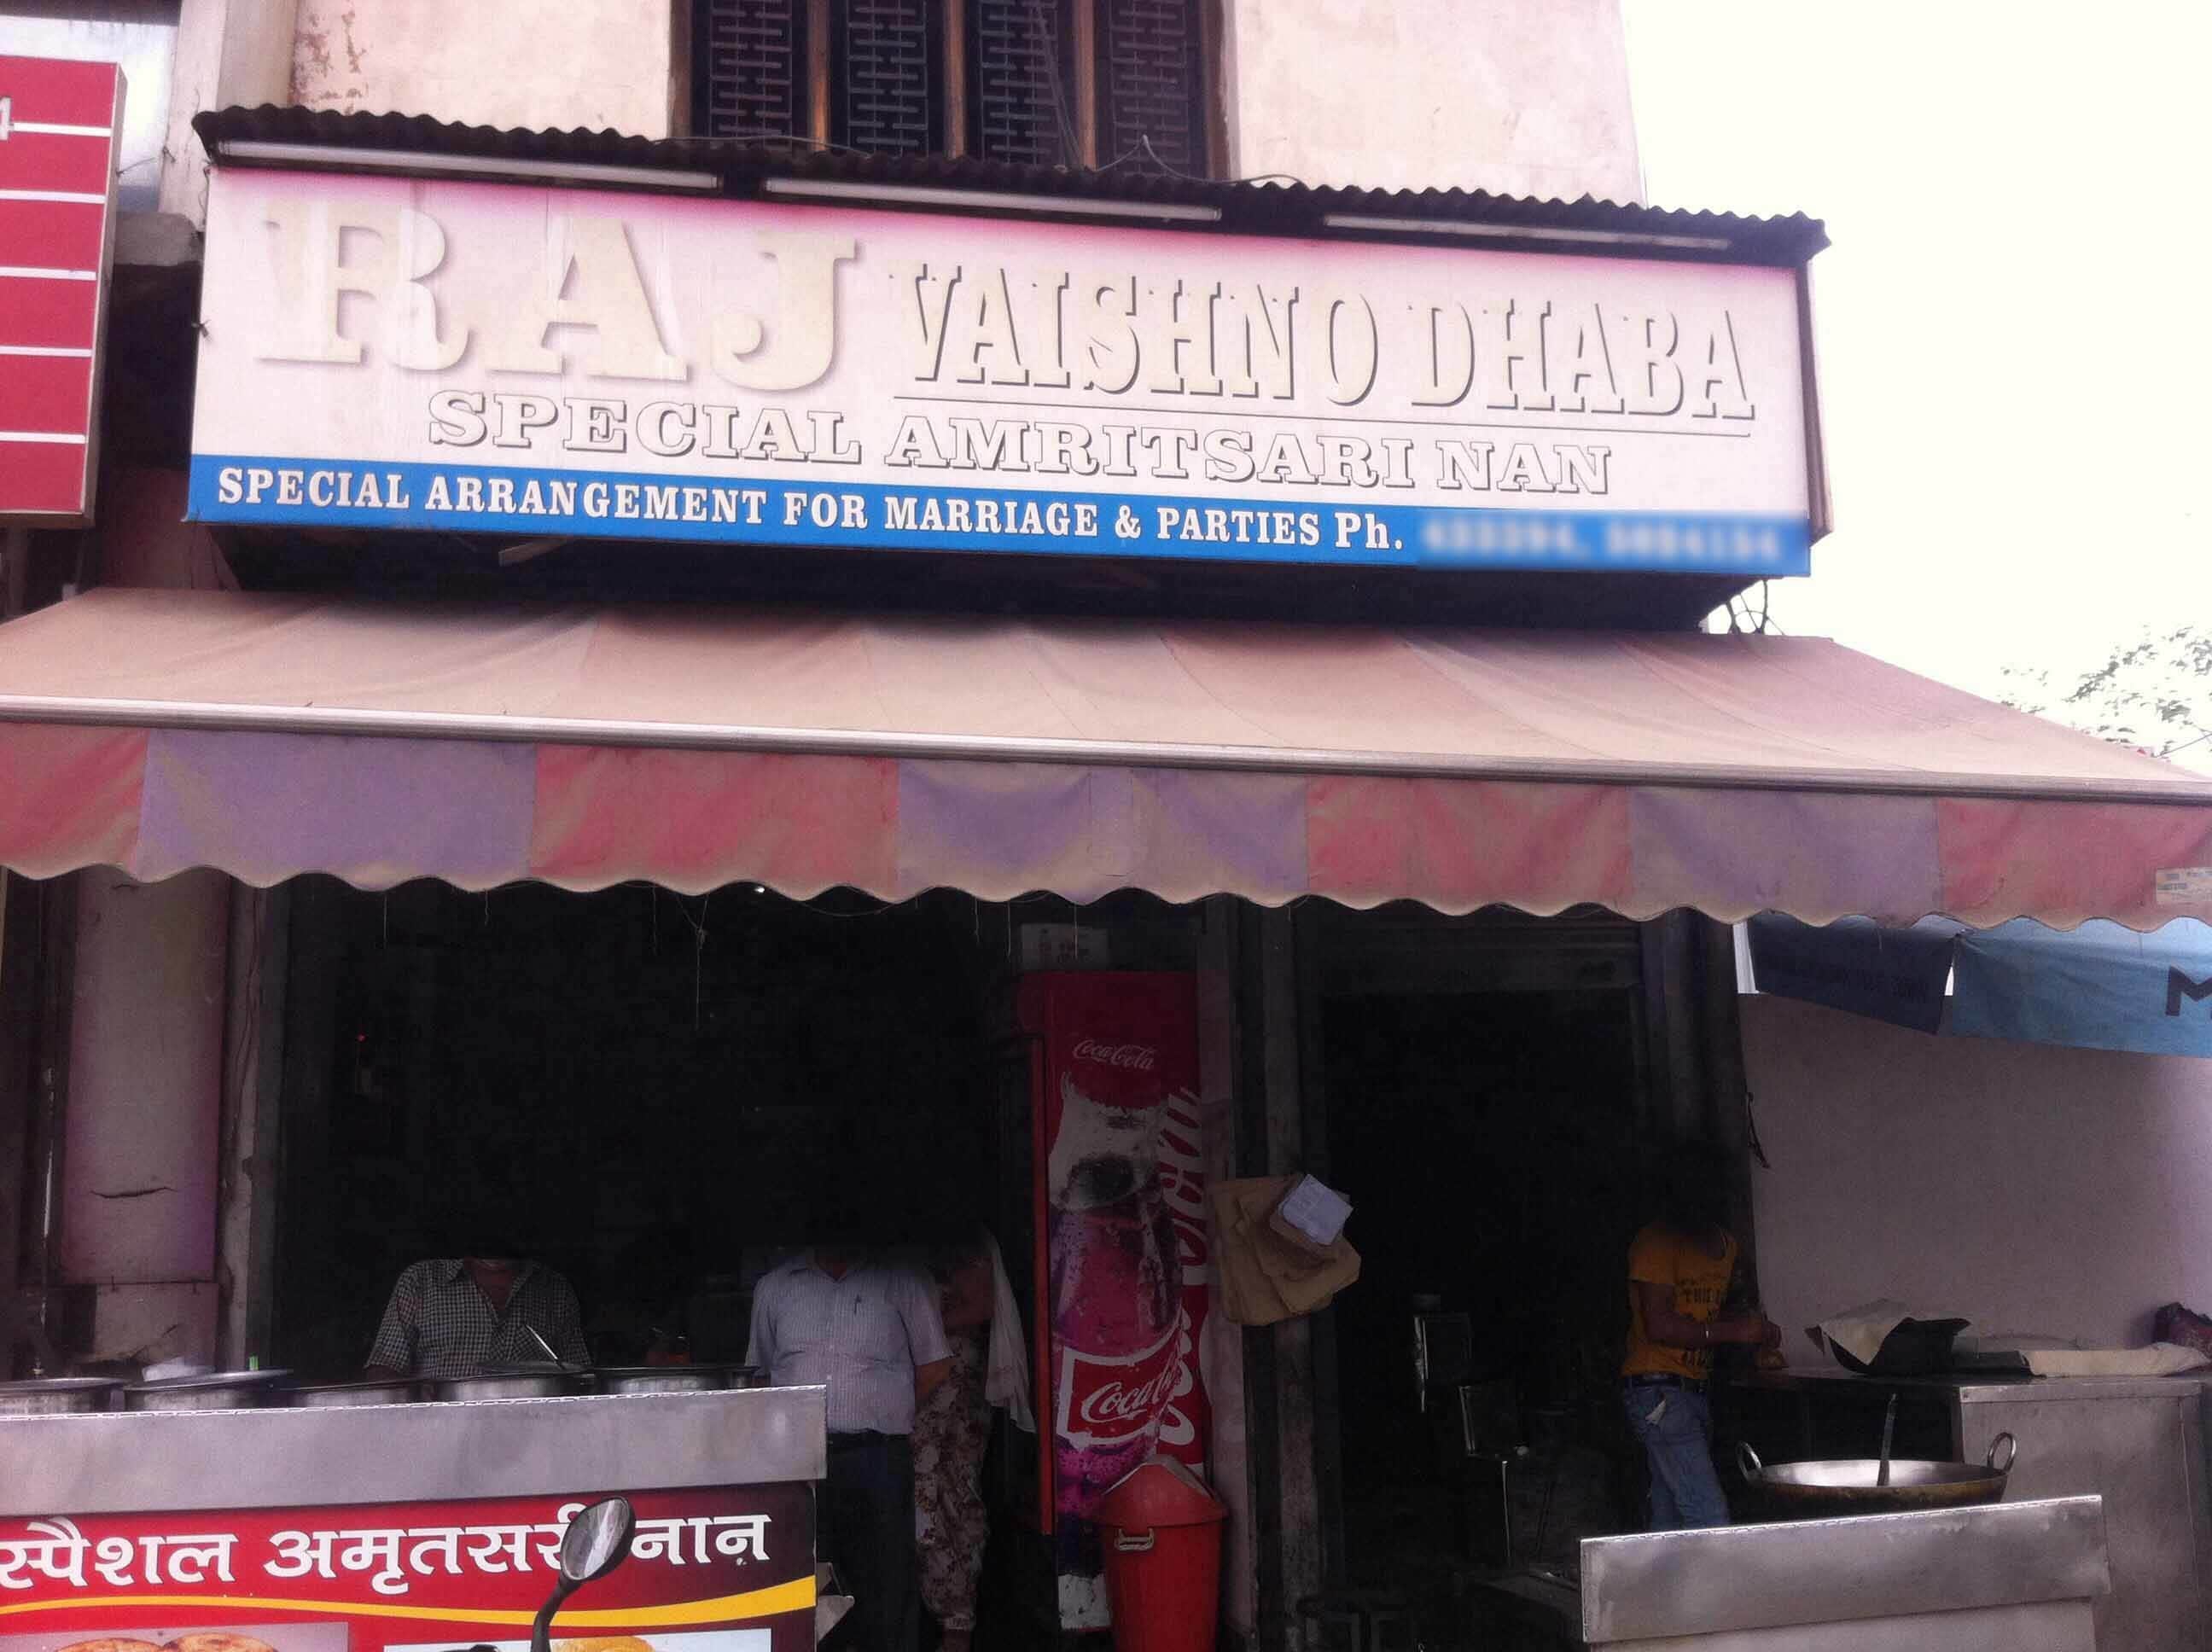 RAJ VAISHNO DHABA
SPECIAL AMRITSARI NAN
SPECIAL ARRANGEMENT FOR MARRIAGE & PARTIES Ph.
Coca-Cola
Coca-Cola
स्पैशल अमृतसरी नान